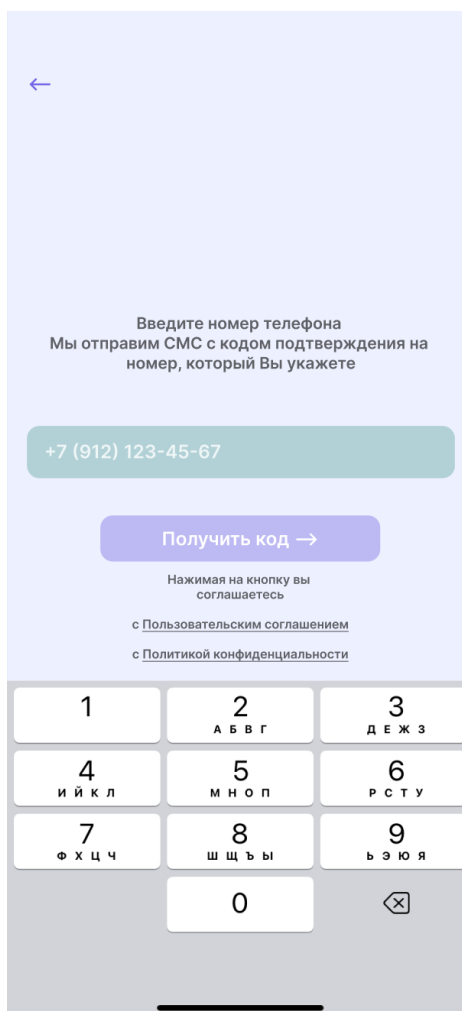 ←
Введите номер телефона
Мы отправим СМС с кодом подтверждения на
номер, который Вы укажете
+7 (912) 123-45-67
Получить код →
Нажимая на кнопку вы
соглашаетесь
с Пользовательским соглашением
с Политикой конфиденциальности
1 2 3
А Б В Г Д Е Ж З
4 5 6
И Й К Л М Н О П Р С Т У
7 8 9
Ф Х Ц Ч Ш Щ Ъ Ы Ь Э Ю Я
0